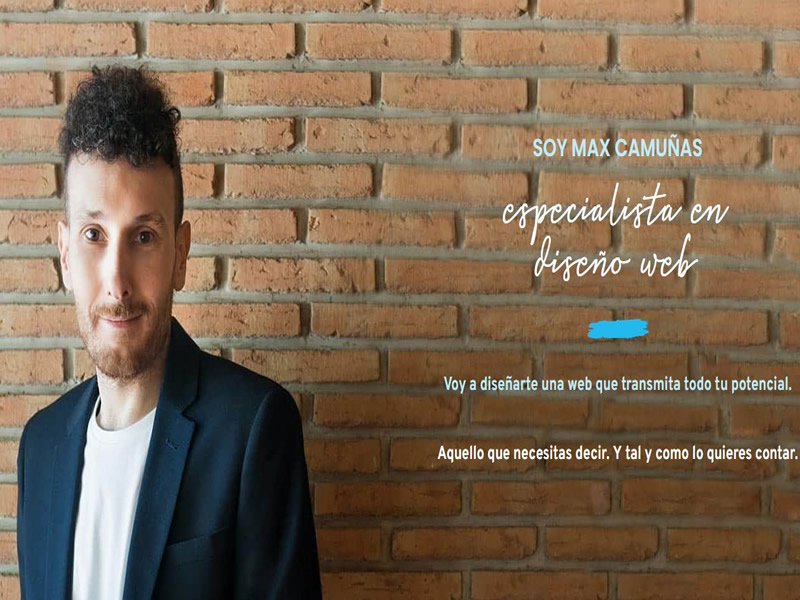 SOY MAX CAMUÑAS
especialista en
diseño web
Voy a diseñarte una web que transmita todo tu potencial.
Aquello que necesitas decir. Y tal y como lo quieres contar.